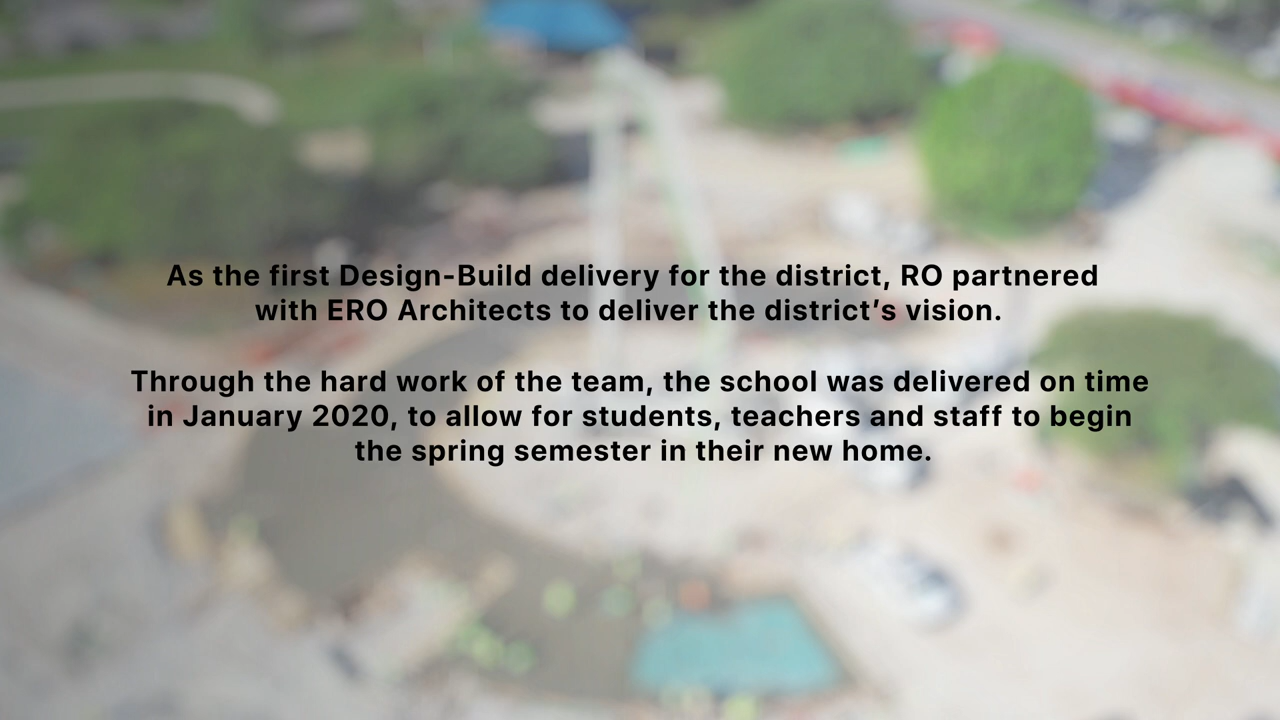 As the first Design-Build delivery for the district, RO partnered
with ERO Architects to deliver the district’s vision.
Through the hard work of the team, the school was delivered on time
in January 2020, to allow for students, teachers and staff to begin
the spring semester in their new home.